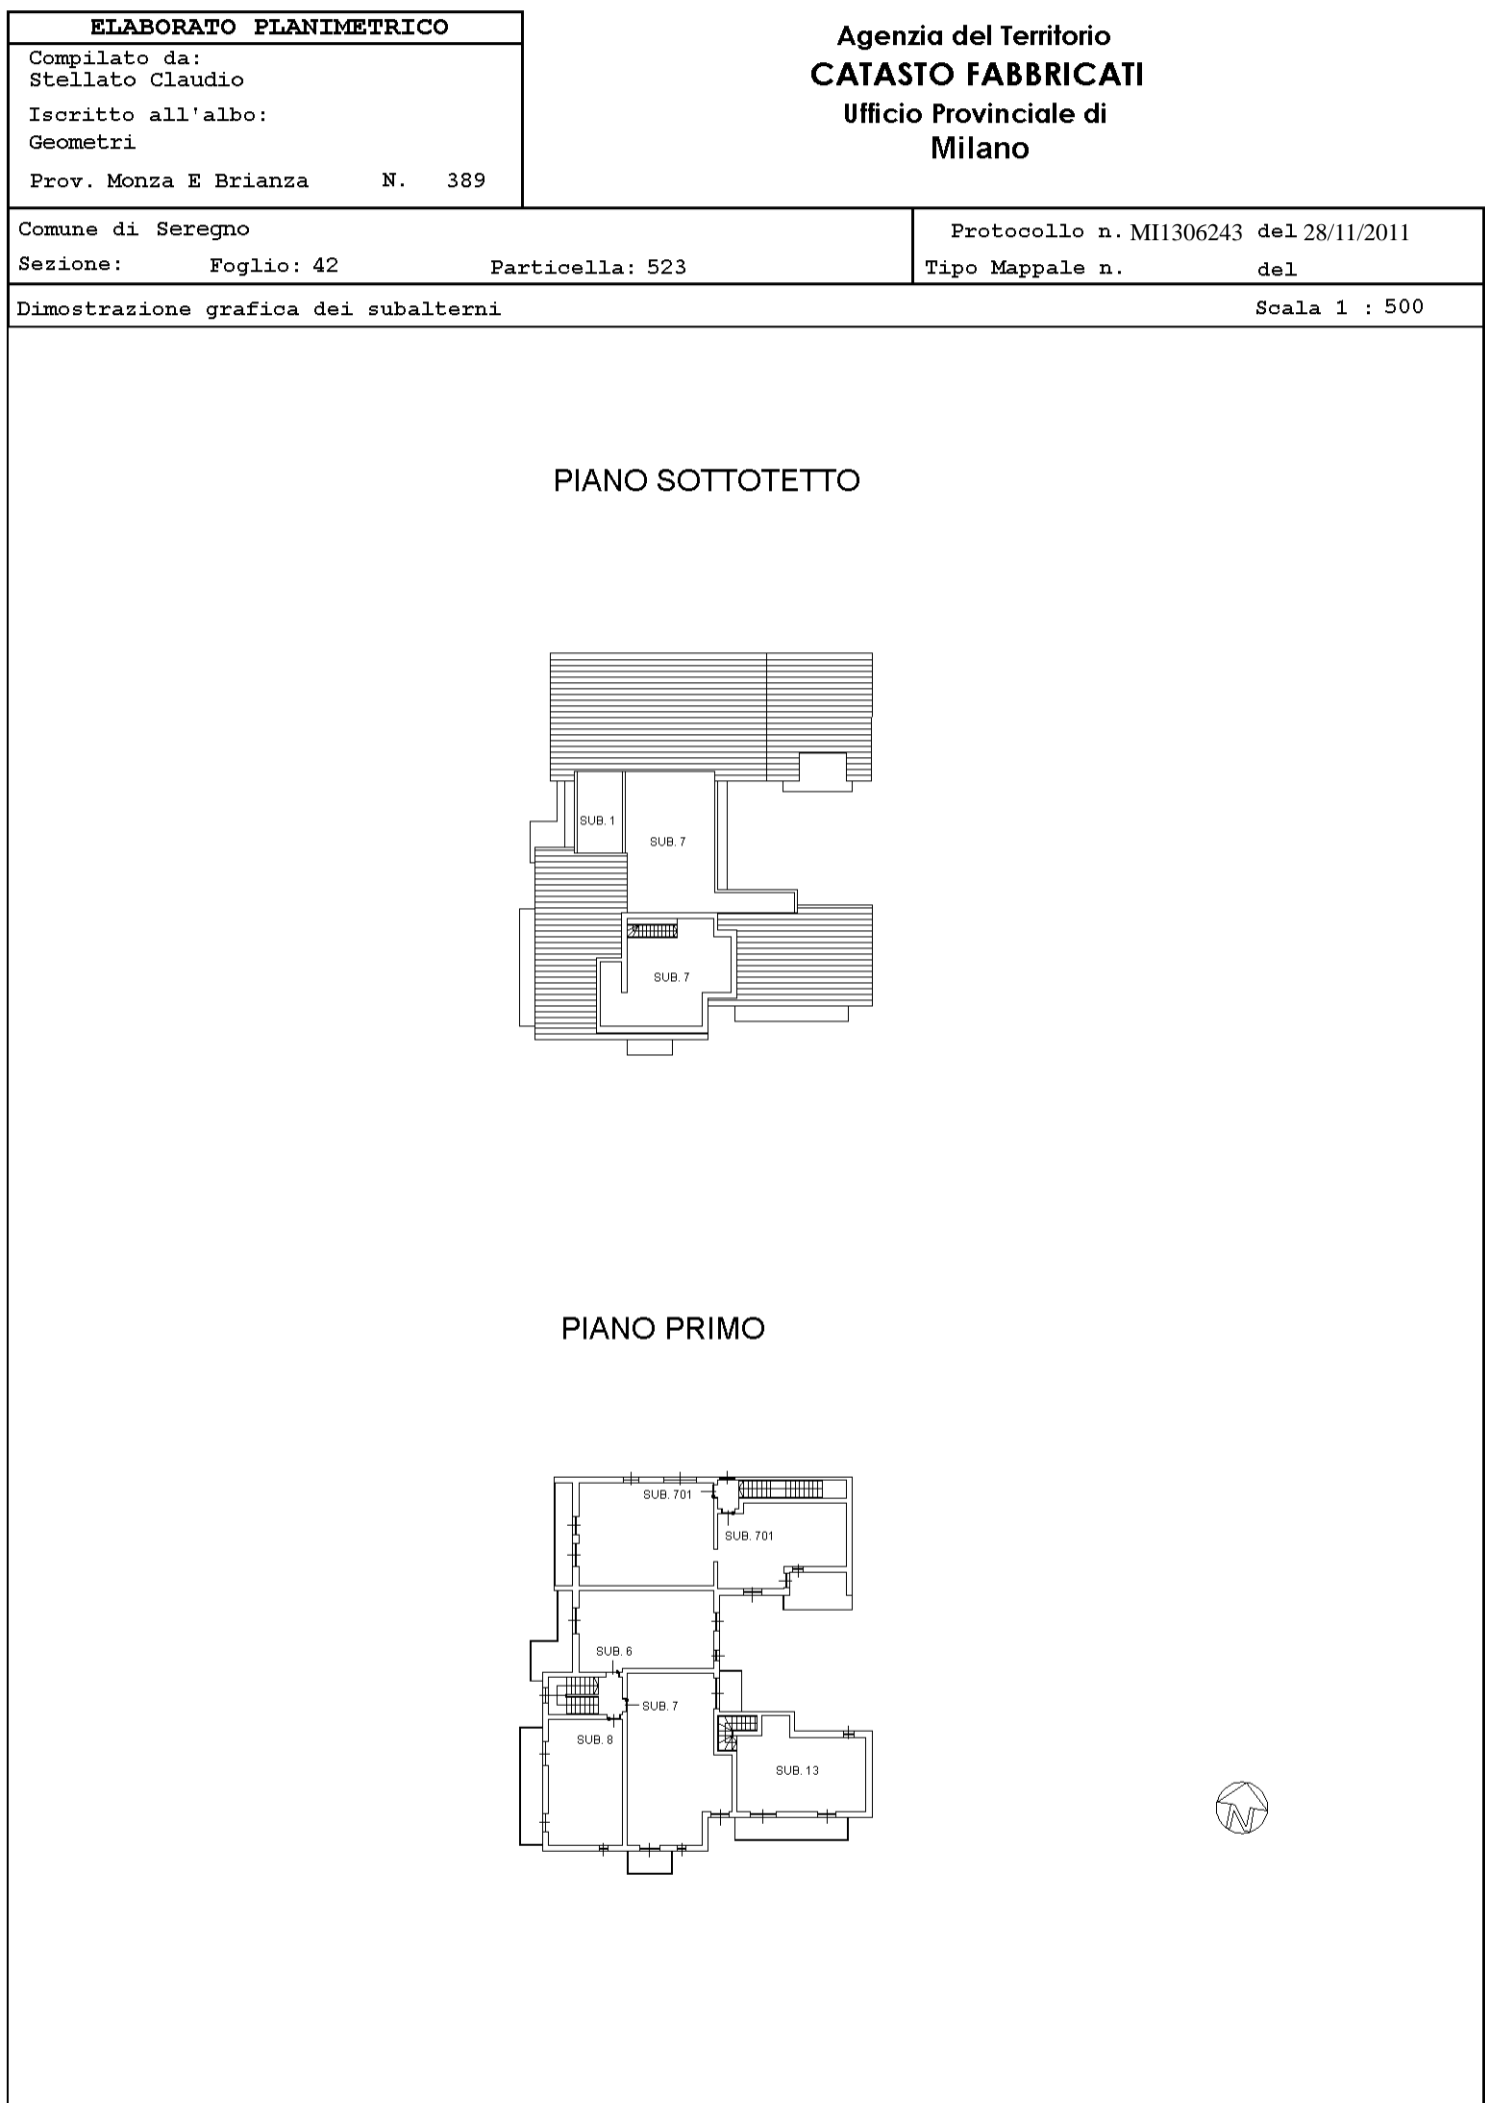 ELABORATO PLANIMETRICO
Compilato da:
Stellato Claudio
Iscritto all'albo:
Geometri
Prov. Monza E Brianza N. 389
Agenzia del Territorio
CATASTO FABBRICATI
Ufficio Provinciale di
Milano
Comune di Seregno
Sezione: Foglio: 42 Particella: 523
Protocollo n. MI1306243 del 28/11/2011
Tipo Mappale n. del
Dimostrazione grafica dei subalterni Scala 1 : 500
PIANO SOTTOTETTO
SUB. 1
SUB. 7
SUB. 7
PIANO PRIMO
SUB. 701
SUB. 701
SUB. 6
SUB. 7
SUB. 8
SUB. 13
N